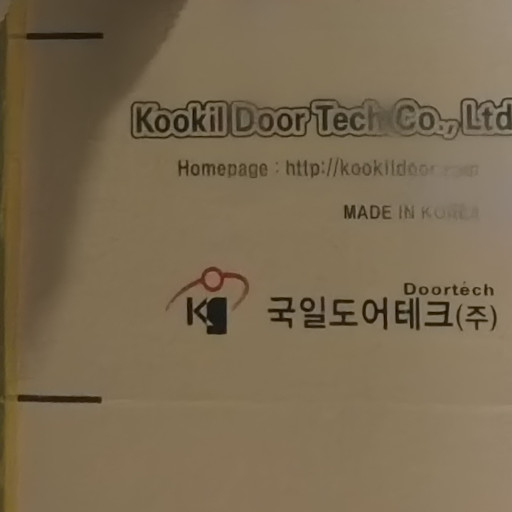 Kookil Door Tech Co., Ltd
Homepage : http://kookildoor.com
MADE IN KOREA
Doortech
국일도어테크(주)